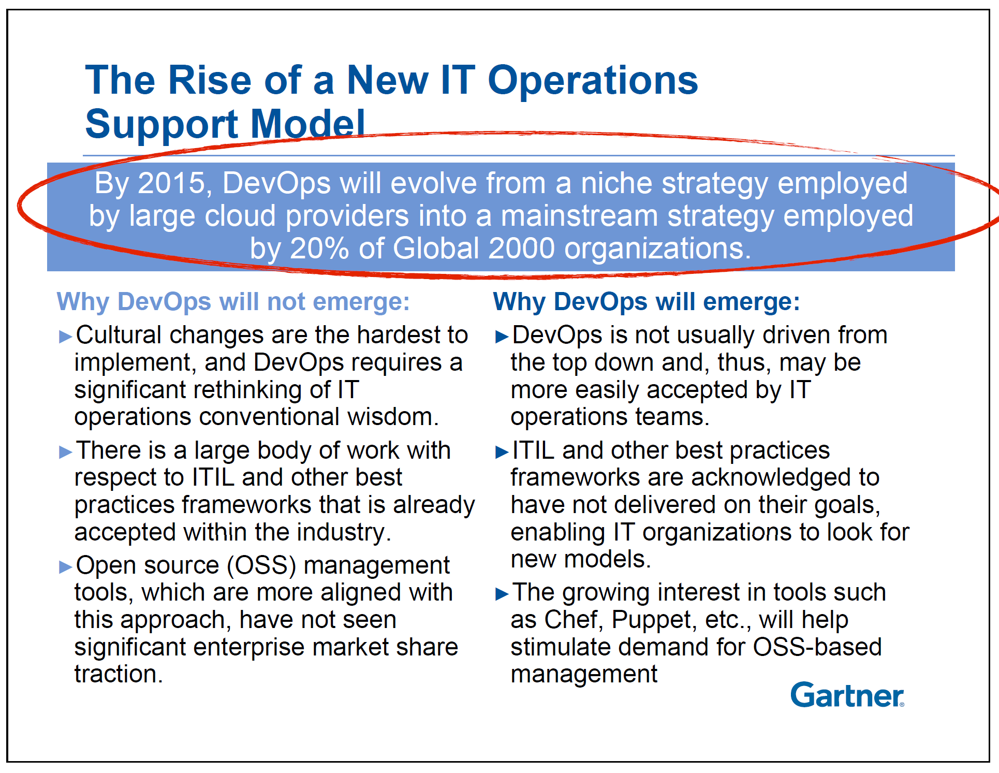 The Rise of a New IT Operations
Support Model
By 2015, DevOps will evolve from a niche strategy employed
by large cloud providers into a mainstream strategy employed
by 20% of Global 2000 organizations.
Why DevOps will not emerge:
►Cultural changes are the hardest to
implement, and DevOps requires a
significant rethinking of IT
operations conventional wisdom.
►There is a large body of work with
respect to ITIL and other best
practices frameworks that is already
accepted within the industry.
►Open source (OSS) management
tools, which are more aligned with
this approach, have not seen
significant enterprise market share
traction.
Why DevOps will emerge:
►DevOps is not usually driven from
the top down and, thus, may be
more easily accepted by IT
operations teams.
►ITIL and other best practices
frameworks are acknowledged to
have not delivered on their goals,
enabling IT organizations to look for
new models.
►The growing interest in tools such
as Chef, Puppet, etc., will help
stimulate demand for OSS-based
management
Gartner®